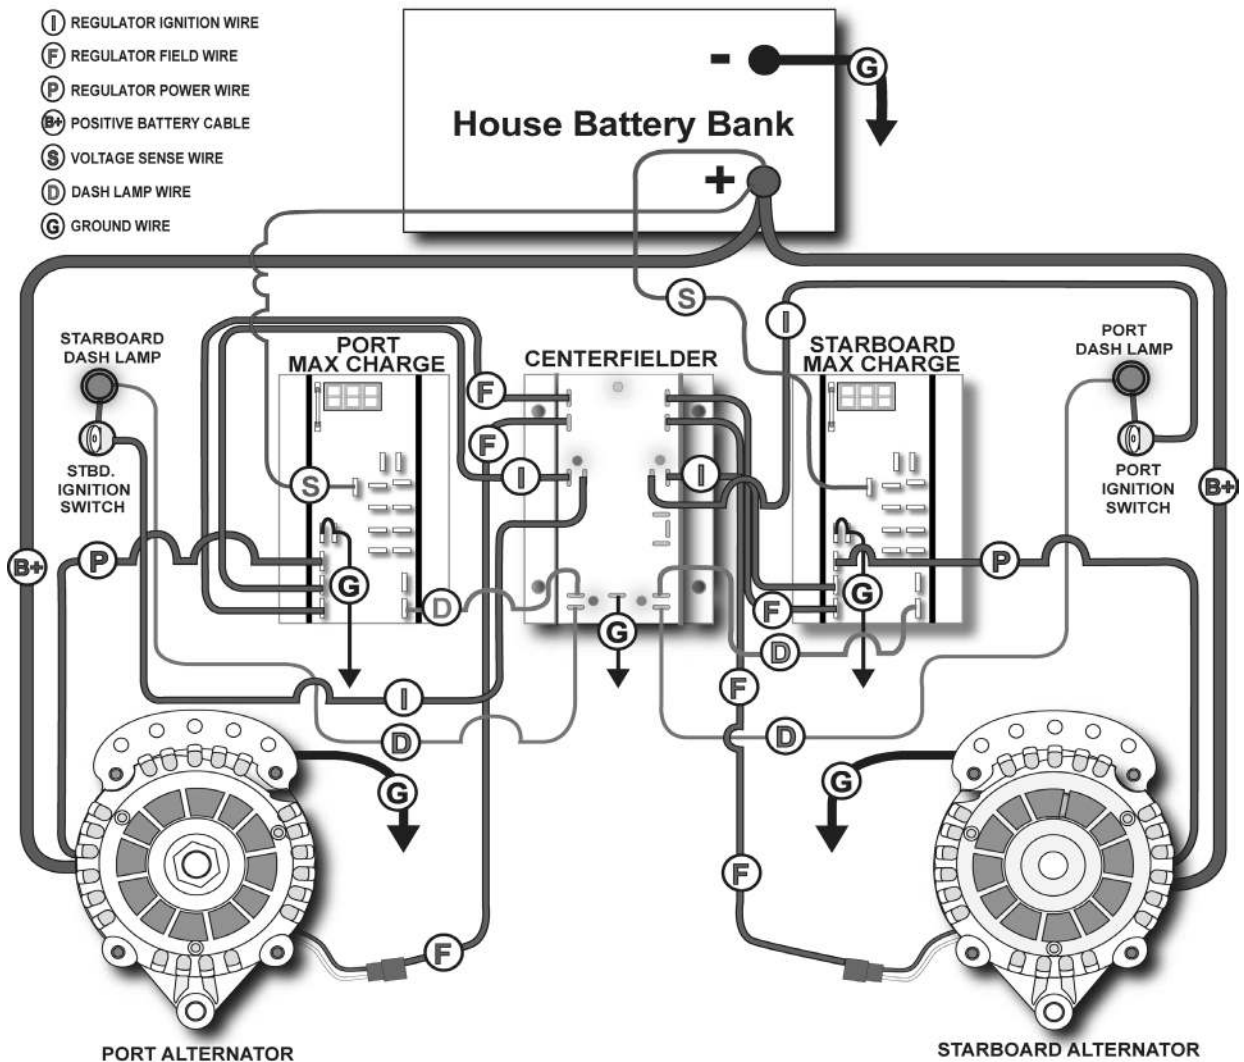 I REGULATOR IGNITION WIRE
F REGULATOR FIELD WIRE
P REGULATOR POWER WIRE
B+ POSITIVE BATTERY CABLE
S VOLTAGE SENSE WIRE
D DASH LAMP WIRE
G GROUND WIRE
-
G
House Battery Bank
+
S
I
STARBOARD
DASH LAMP
PORT
MAX CHARGE
CENTERFIELDER
STARBOARD
MAX CHARGE
PORT
DASH LAMP
888
888
F
F
STBD.
IGNITION
SWITCH
S
I
I
PORT
IGNITION
SWITCH
B+
B+
P
G
D
G
F
G
P
D
F
I
D
D
G
G
F
F
PORT ALTERNATOR
STARBOARD ALTERNATOR